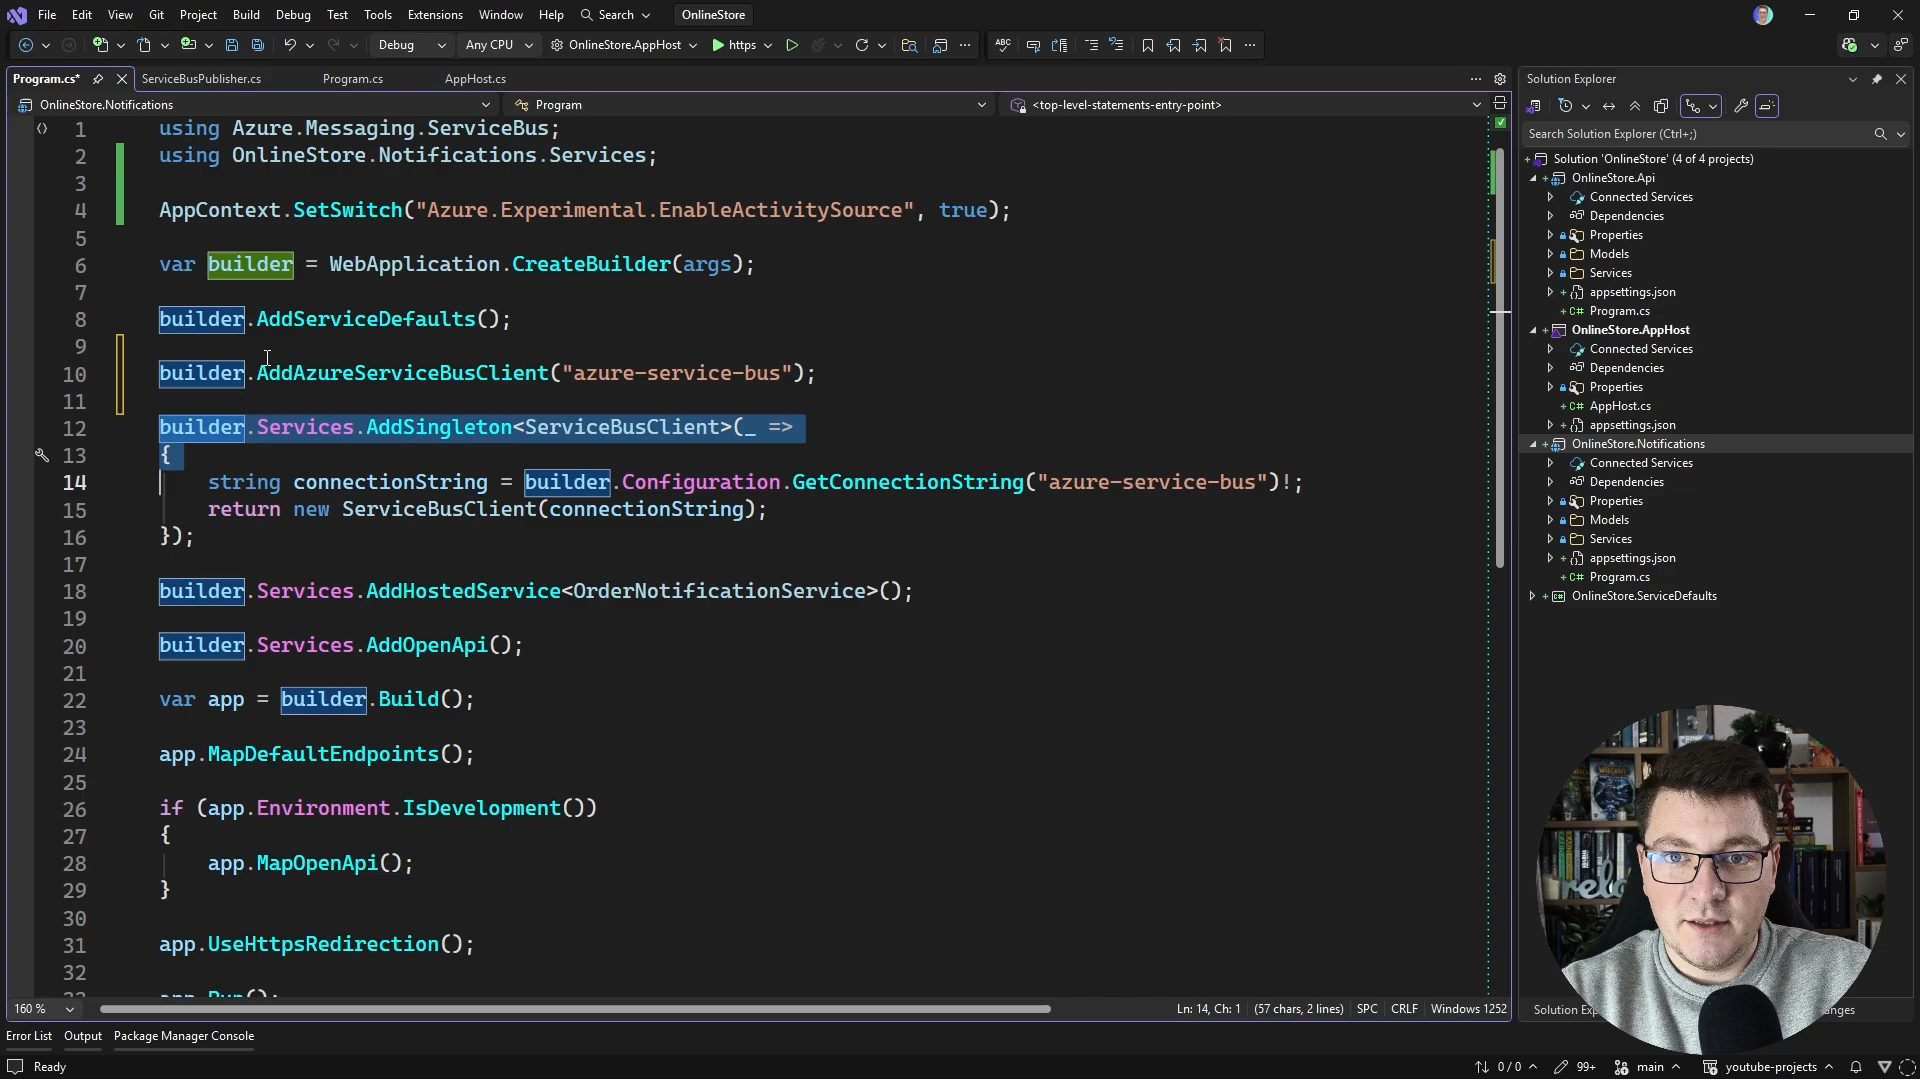 File Edit View Git Project Build Debug Test Tools Extensions Window Help Search OnlineStore
Debug Any CPU OnlineStore.AppHost https
Program.cs* ServiceBusPublisher.cs Program.cs AppHost.cs
OnlineStore.Notifications Program <top-level-statements-entry-point>
1 using Azure.Messaging.ServiceBus;
2 using OnlineStore.Notifications.Services;
3
4 AppContext.SetSwitch("Azure.Experimental.EnableActivitySource", true);
5
6 var builder = WebApplication.CreateBuilder(args);
7
8 builder.AddServiceDefaults();
9
10 builder.AddAzureServiceBusClient("azure-service-bus");
11
12 builder.Services.AddSingleton<ServiceBusClient>(_ =>
13 {
14 string connectionString = builder.Configuration.GetConnectionString("azure-service-bus")!;
15 return new ServiceBusClient(connectionString);
16 });
17
18 builder.Services.AddHostedService<OrderNotificationService>();
19
20 builder.Services.AddOpenApi();
21
22 var app = builder.Build();
23
24 app.MapDefaultEndpoints();
25
26 if (app.Environment.IsDevelopment())
27 {
28 app.MapOpenApi();
29 }
30
31 app.UseHttpsRedirection();
32
160 % Ln: 14, Ch: 1 (57 chars, 2 lines) SPC CRLF Windows 1252
Error List Output Package Manager Console
Ready 0 / 0 99+ main youtube-projects
Solution Explorer
Search Solution Explorer (Ctrl+;)
Solution 'OnlineStore' (4 of 4 projects)
OnlineStore.Api
Connected Services
Dependencies
Properties
Models
Services
appsettings.json
C# Program.cs
OnlineStore.AppHost
Connected Services
Dependencies
Properties
C# AppHost.cs
appsettings.json
OnlineStore.Notifications
Connected Services
Dependencies
Properties
Models
Services
appsettings.json
C# Program.cs
OnlineStore.ServiceDefaults